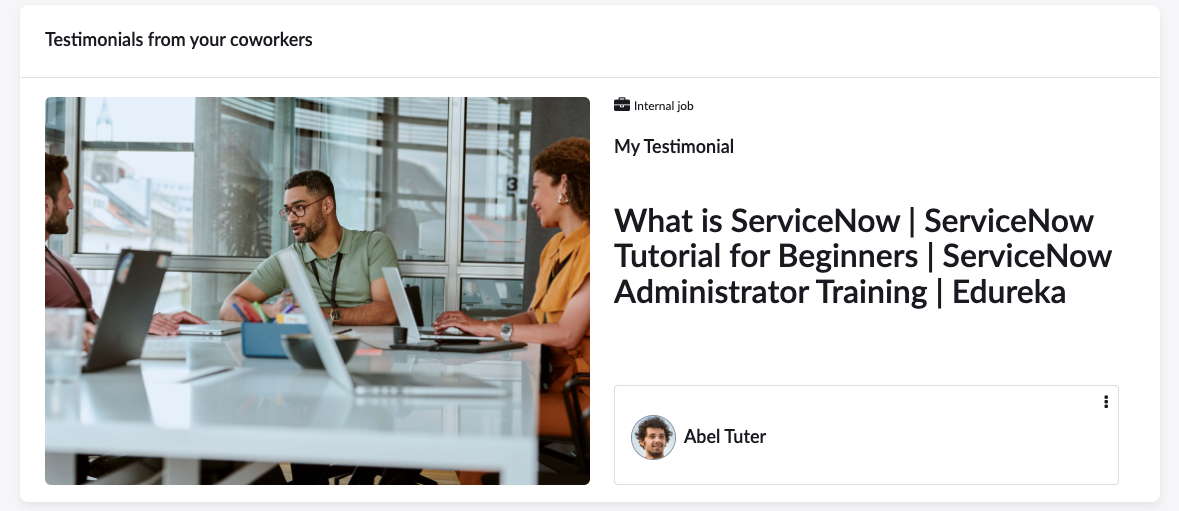 Testimonials from your coworkers
Internal job
My Testimonial
What is ServiceNow | ServiceNow
Tutorial for Beginners | ServiceNow
Administrator Training | Edureka
3
Abel Tuter